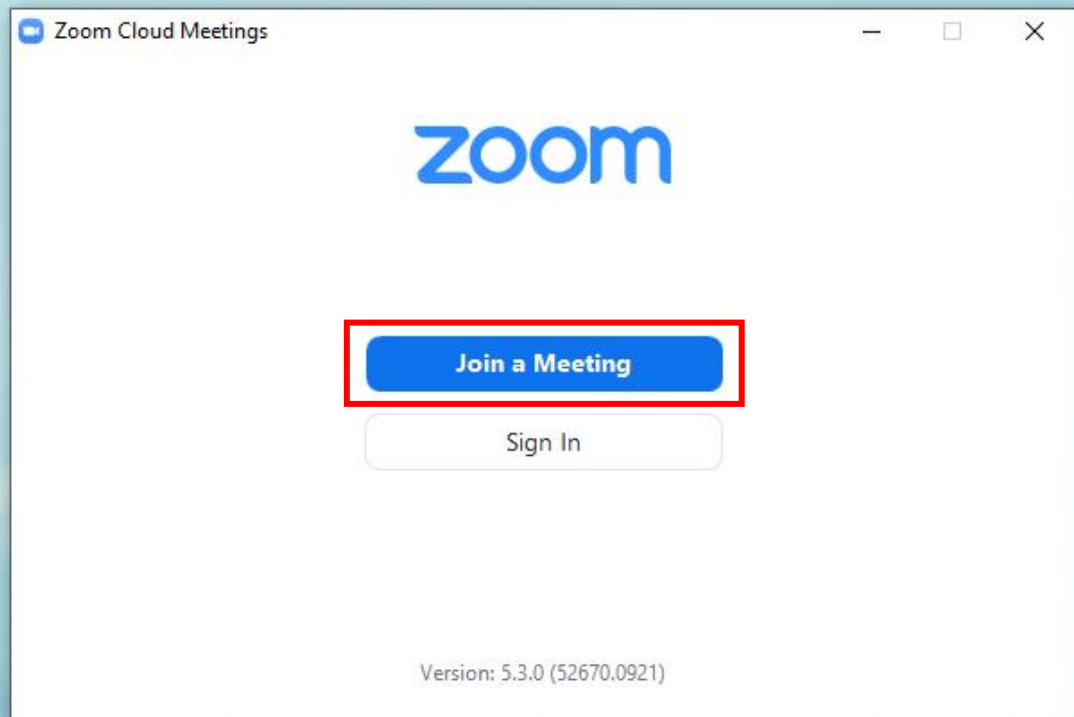 Zoom Cloud Meetings
zoom
Join a Meeting
Sign In
Version: 5.3.0 (52670.0921)